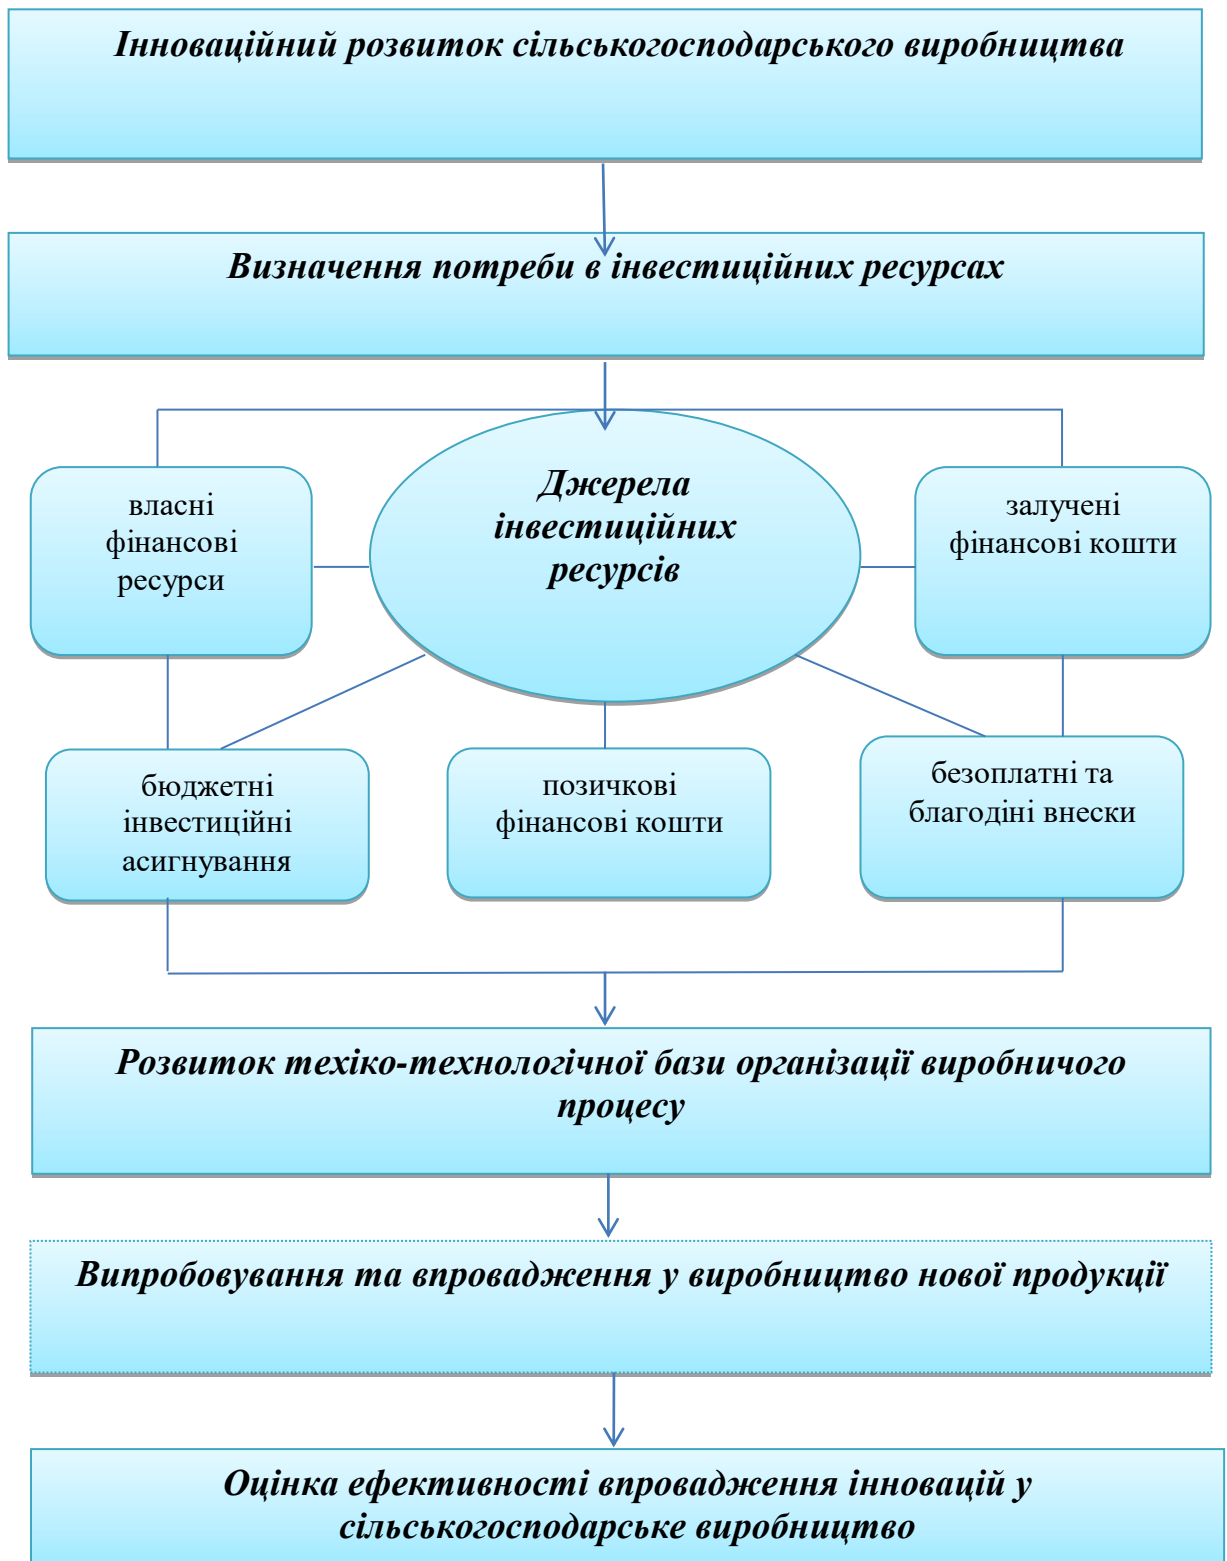 Інноваційний розвиток сільськогосподарського виробництва
Визначення потреби в інвестиційних ресурсах
Джерела
інвестиційних
ресурсів
власні
фінансові
ресурси
залучені
фінансові кошти
бюджетні
інвестиційні
асигнування
позичкові
фінансові кошти
безоплатні та
благодіні внески
Розвиток техіко-технологічної бази організації виробничого
процесу
Випробовування та впровадження у виробництво нової продукції
Оцінка ефективності впровадження інновацій у
сільськогосподарське виробництво